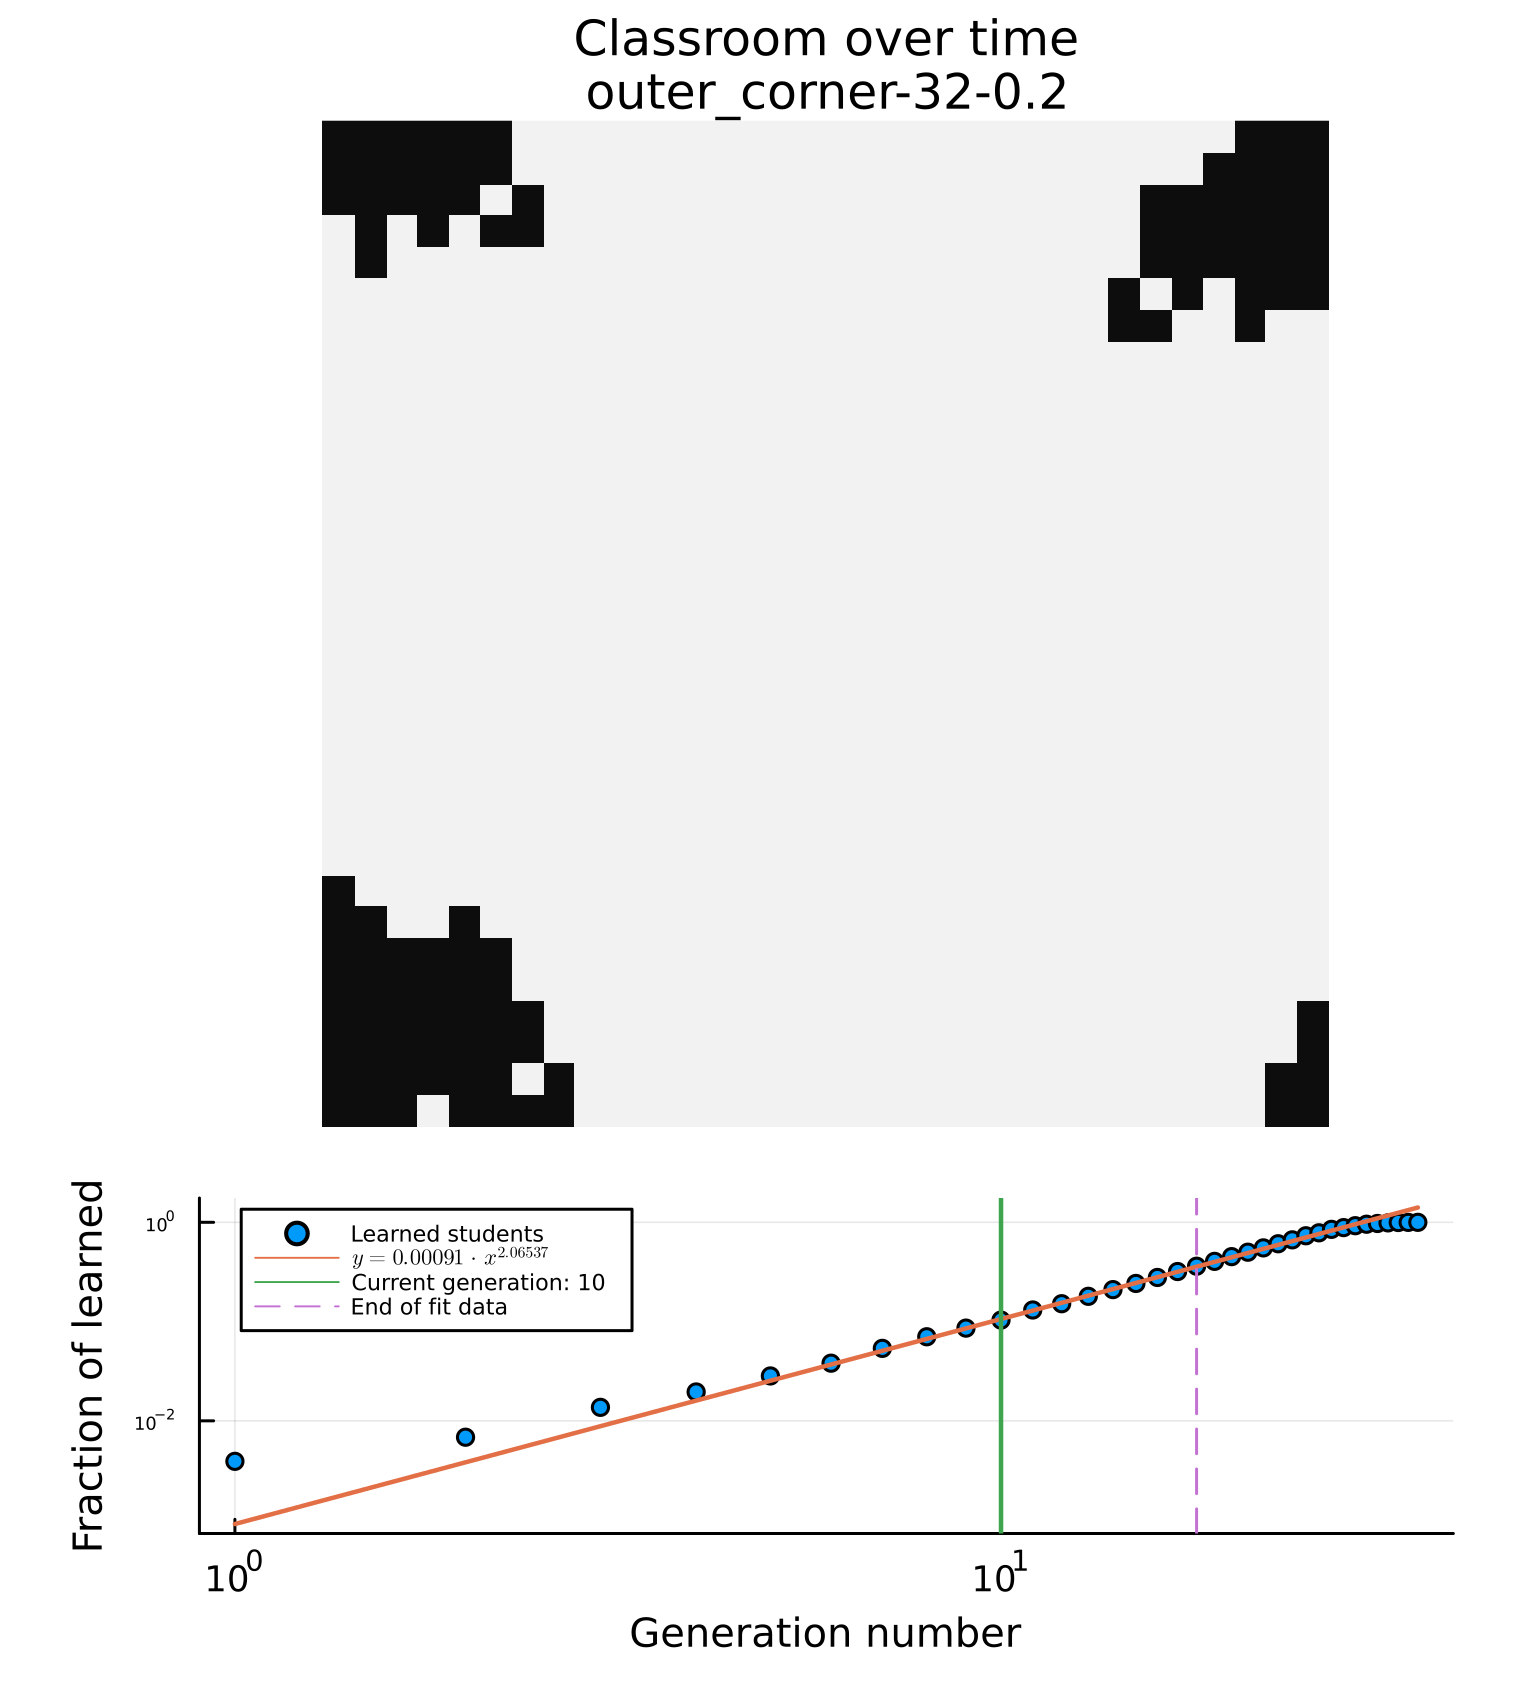 Classroom over time
outer_corner-32-0.2
Fraction of learned
10^0
10^-2
Learned students
y = 0.00091 · x^2.06537
Current generation: 10
End of fit data
10^0
10^1
Generation number